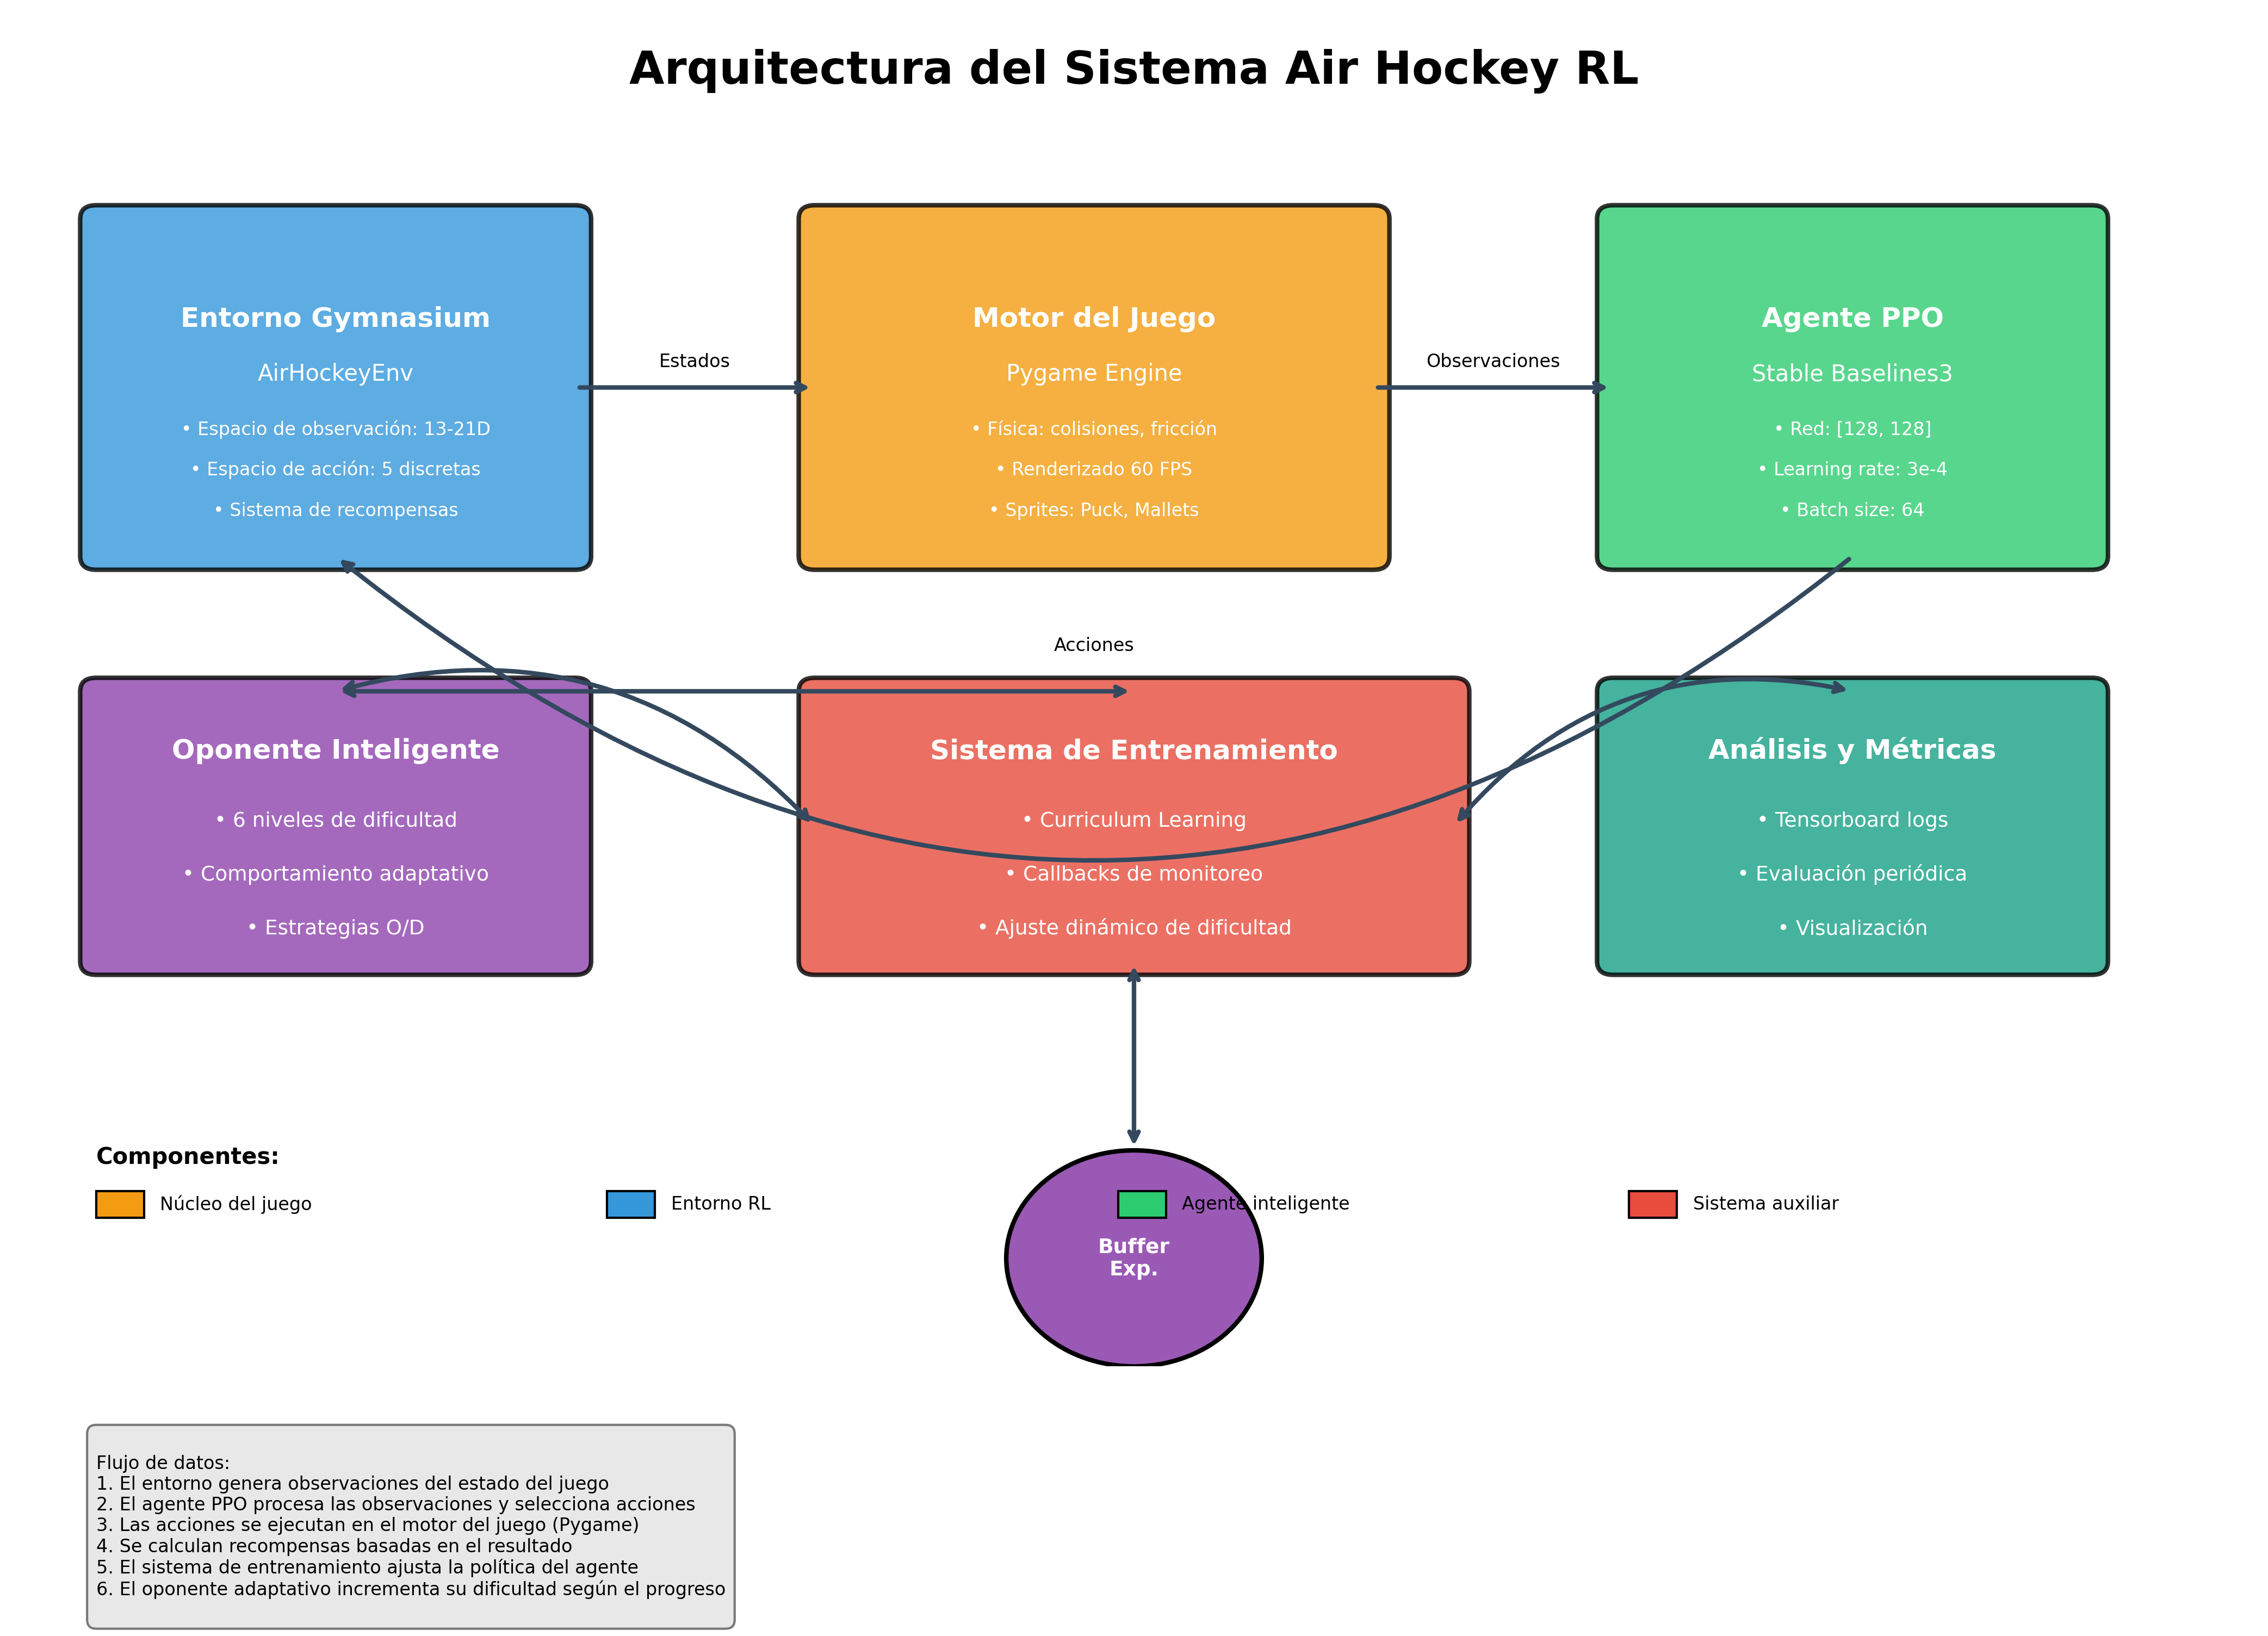 Arquitectura del Sistema Air Hockey RL
Entorno Gymnasium
AirHockeyEnv
• Espacio de observación: 13-21D
• Espacio de acción: 5 discretas
• Sistema de recompensas
Estados
Motor del Juego
Pygame Engine
• Física: colisiones, fricción
• Renderizado 60 FPS
• Sprites: Puck, Mallets
Observaciones
Agente PPO
Stable Baselines3
• Red: [128, 128]
• Learning rate: 3e-4
• Batch size: 64
Acciones
Oponente Inteligente
• 6 niveles de dificultad
• Comportamiento adaptativo
• Estrategias O/D
Sistema de Entrenamiento
• Curriculum Learning
• Callbacks de monitoreo
• Ajuste dinámico de dificultad
Análisis y Métricas
• Tensorboard logs
• Evaluación periódica
• Visualización
Componentes:
Núcleo del juego
Entorno RL
Agente inteligente
Sistema auxiliar
Buffer
Exp.
Flujo de datos:
1. El entorno genera observaciones del estado del juego
2. El agente PPO procesa las observaciones y selecciona acciones
3. Las acciones se ejecutan en el motor del juego (Pygame)
4. Se calculan recompensas basadas en el resultado
5. El sistema de entrenamiento ajusta la política del agente
6. El oponente adaptativo incrementa su dificultad según el progreso